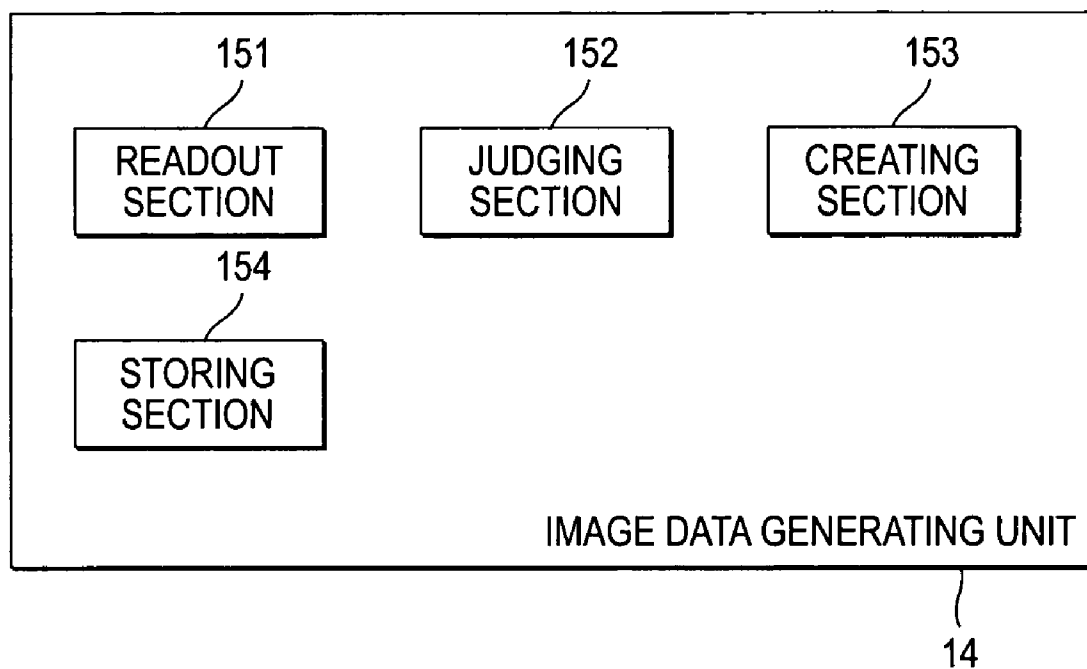 151
152
153
READOUT
SECTION
JUDGING
SECTION
CREATING
SECTION
154
STORING
SECTION
IMAGE DATA GENERATING UNIT
14